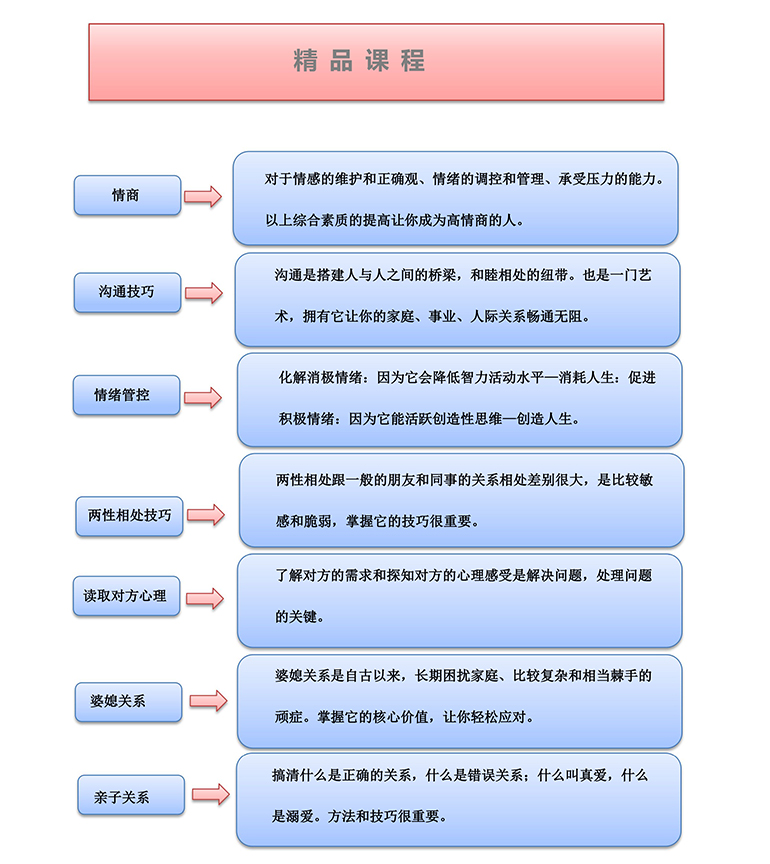 精品课程
情商
对于情感的维护和正确观、情绪的调控和管理、承受压力的能力。
以上综合素质的提高让你成为高情商的人。
沟通技巧
沟通是搭建人与人之间的桥梁，和睦相处的纽带。也是一门艺
术，拥有它让你的家庭、事业、人际关系畅通无阻。
情绪管控
化解消极情绪：因为它会降低智力活动水平—消耗人生：促进
积极情绪：因为它能活跃创造性思维—创造人生。
两性相处技巧
两性相处跟一般的朋友和同事的关系相处差别很大，是比较敏
感和脆弱，掌握它的技巧很重要。
读取对方心理
了解对方的需求和探知对方的心理感受是解决问题，处理问题
的关键。
婆媳关系
婆媳关系是自古以来，长期困扰家庭、比较复杂和相当棘手的
顽症。掌握它的核心价值，让你轻松应对。
亲子关系
搞清什么是正确的关系，什么是错误关系；什么叫真爱，什么
是溺爱。方法和技巧很重要。